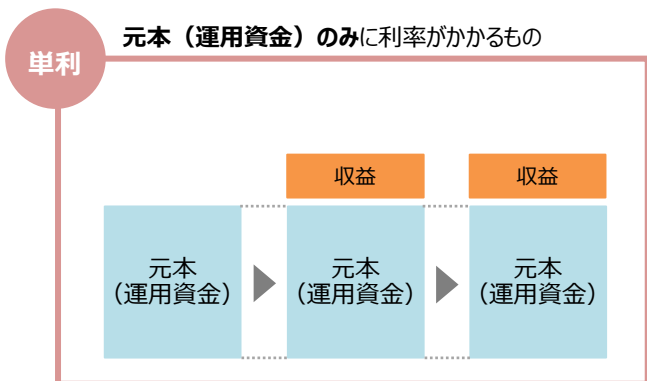 元本（運用資金）のみに利率がかかるもの
単利
収益
収益
元本
（運用資金）
元本
（運用資金）
元本
（運用資金）